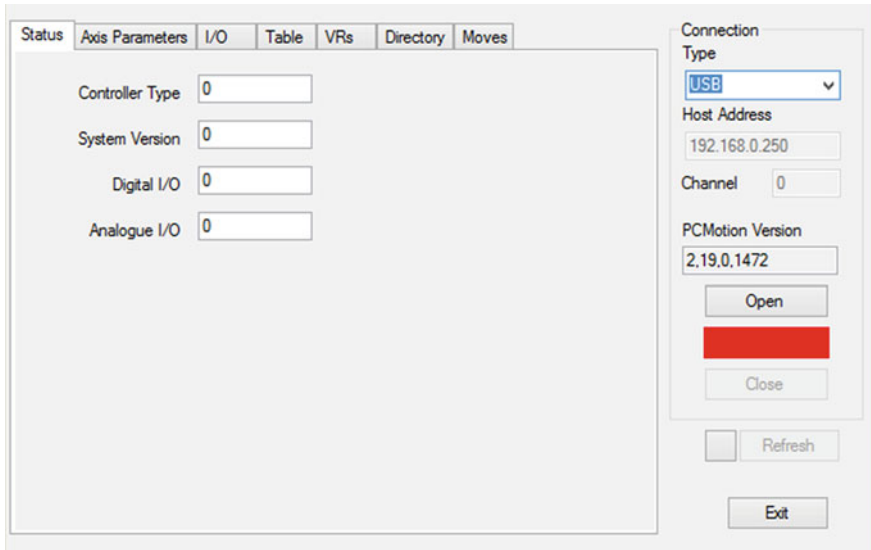 Status Axis Parameters I/O Table VRs Directory Moves
Controller Type 0
System Version 0
Digital I/O 0
Analogue I/O 0
Connection
Type
USB
Host Address
192.168.0.250
Channel 0
PCMotion Version
2,19,0,1472
Open
Close
Refresh
Exit